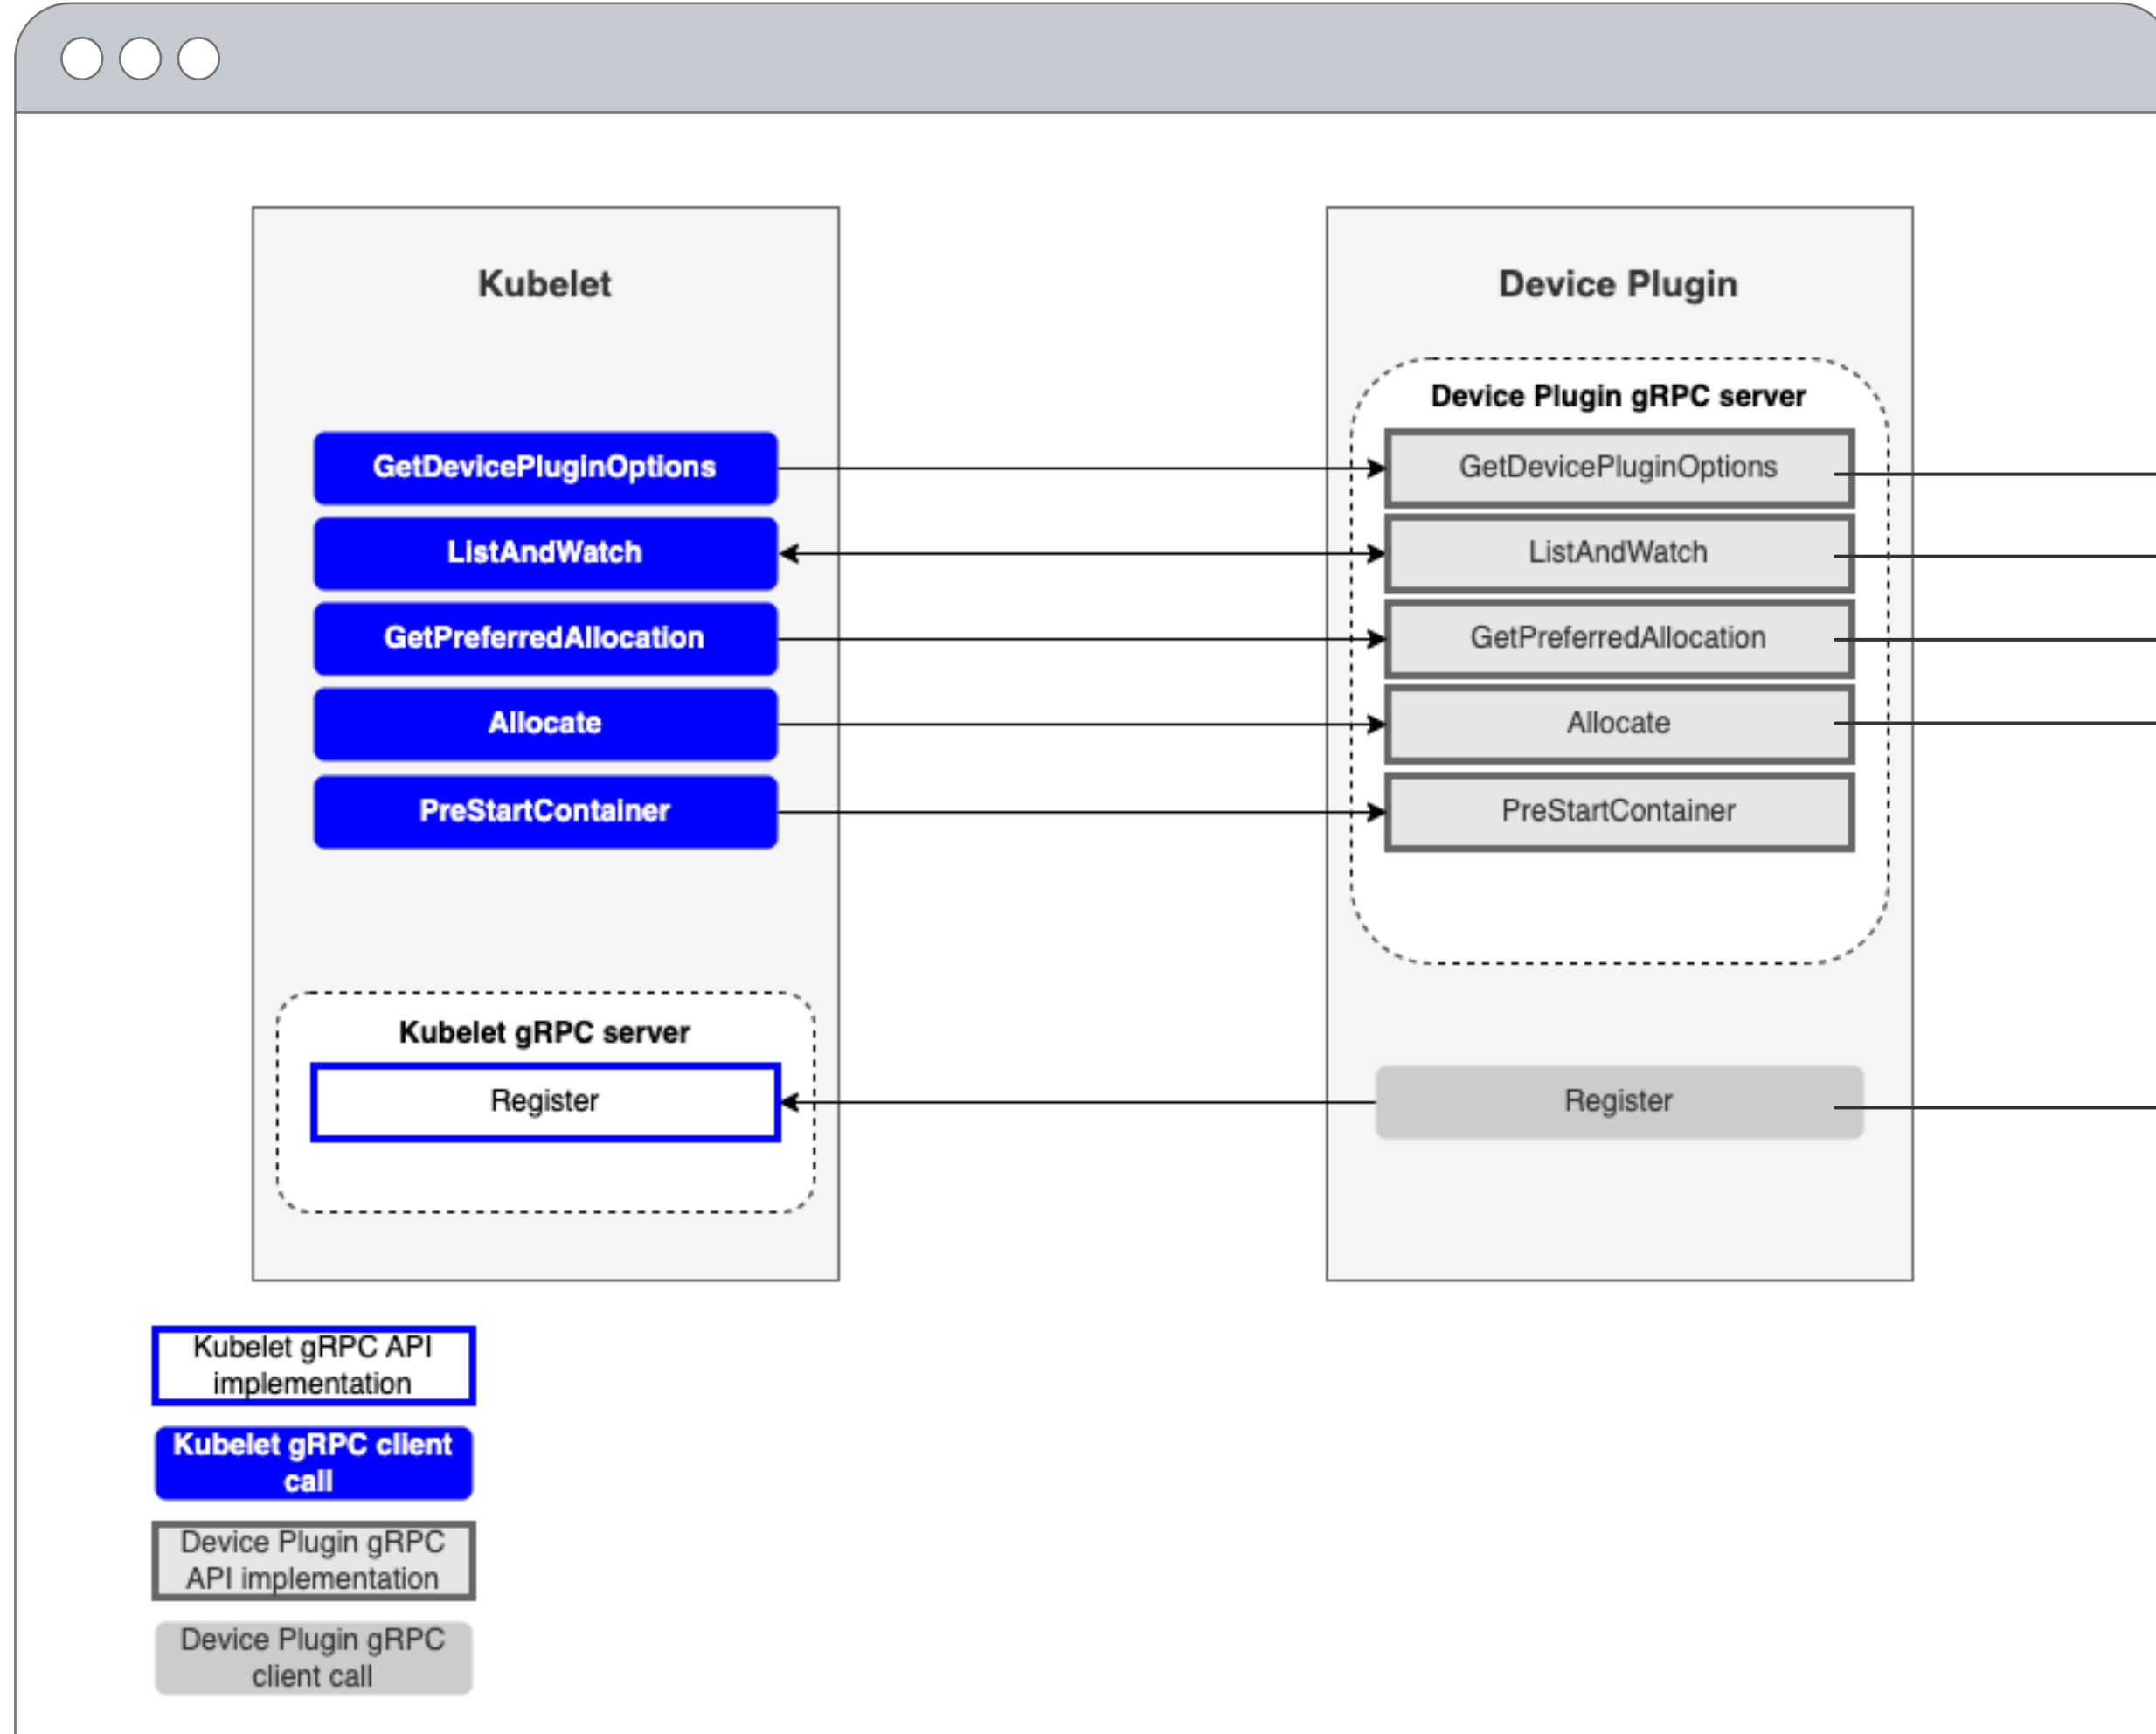 Kubelet
GetDevicePluginOptions
ListAndWatch
GetPreferredAllocation
Allocate
PreStartContainer
Kubelet gRPC server
Register
Device Plugin
Device Plugin gRPC server
GetDevicePluginOptions
ListAndWatch
GetPreferredAllocation
Allocate
PreStartContainer
Register
Kubelet gRPC API
implementation
Kubelet gRPC client
call
Device Plugin gRPC
API implementation
Device Plugin gRPC
client call